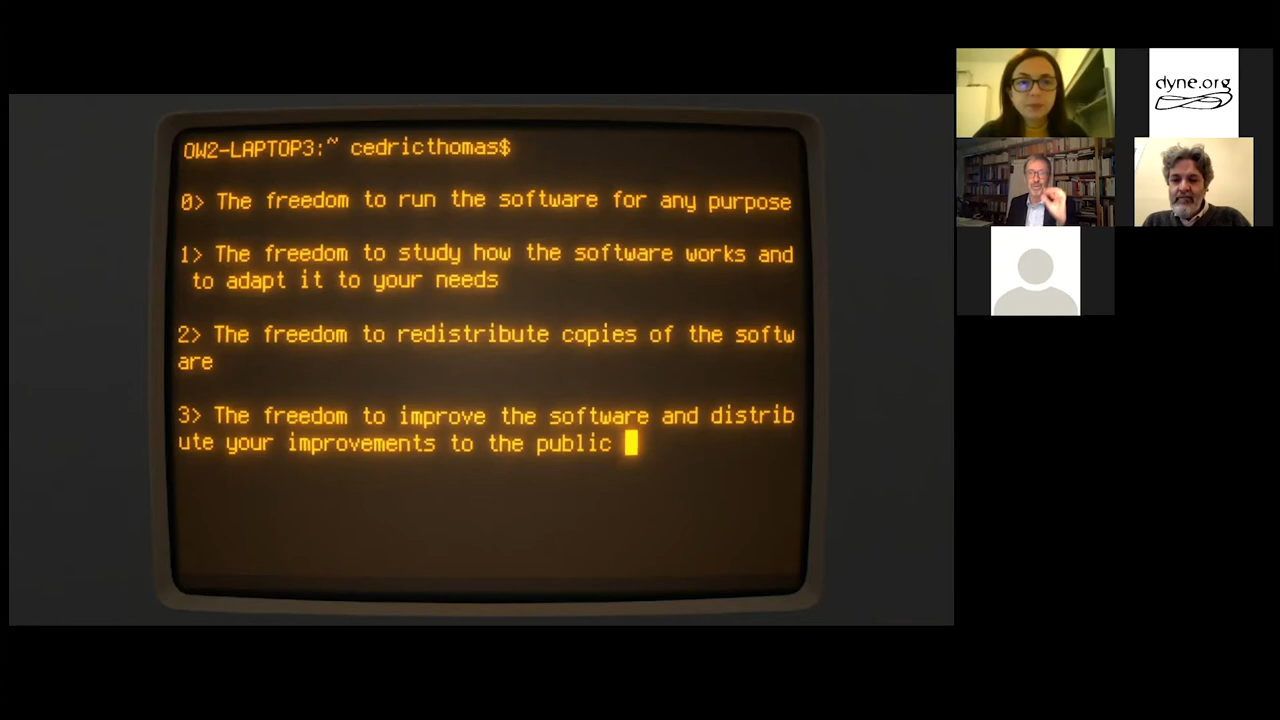 OW2-LAPTOP3:~ cedricthomas$
0> The freedom to run the software for any purpose
1> The freedom to study how the software works and
to adapt it to your needs
2> The freedom to redistribute copies of the softw
are
3> The freedom to improve the software and distrib
ute your improvements to the public
dyne.org